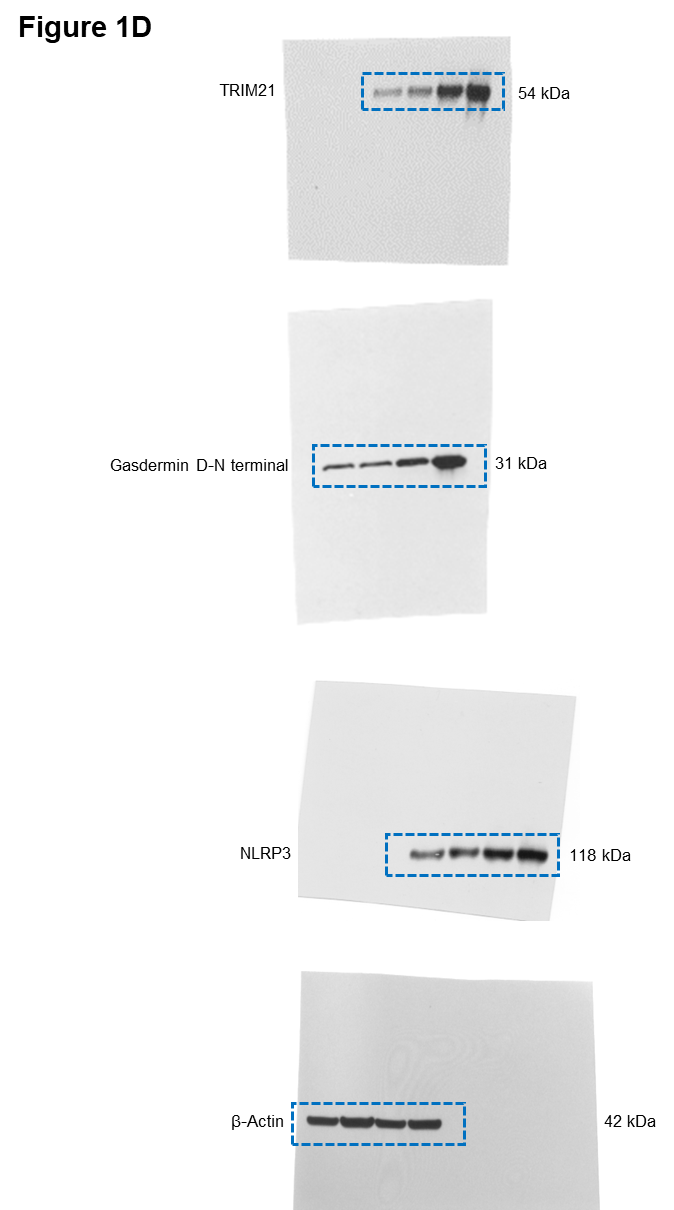 Figure 1D
TRIM21
54 kDa
Gasdermin D-N terminal
31 kDa
NLRP3
118 kDa
β-Actin
42 kDa